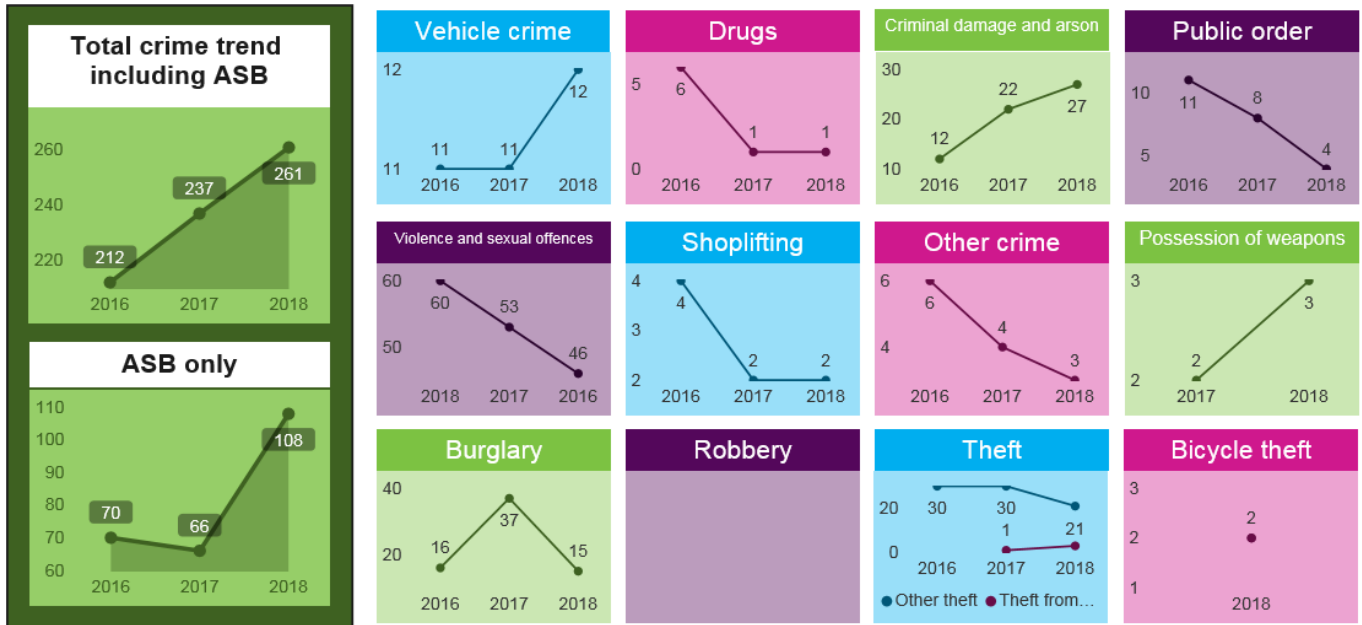 Total crime trend
including ASB
260
240
220
212
237
261
2016 2017 2018
ASB only
110
100
90
80
70
60
70
66
108
2016 2017 2018
Vehicle crime
12
11
11 11 12
2016 2017 2018
Drugs
5
0
6 1 1
2016 2017 2018
Criminal damage and arson
30
20
10
12 22 27
2016 2017 2018
Public order
10
5
11 8 4
2016 2017 2018
Violence and sexual offences
60
50
60 53 46
2018 2017 2016
Shoplifting
4
3
2
4 2 2
2016 2017 2018
Other crime
6
4
6 4 3
2016 2017 2018
Possession of weapons
3
2
2 3
2017 2018
Burglary
40
20
16 37 15
2016 2017 2018
Robbery
Theft
20
0
30 30 21
1
2016 2017 2018
Other theft Theft from...
Bicycle theft
3
2
1
2
2018